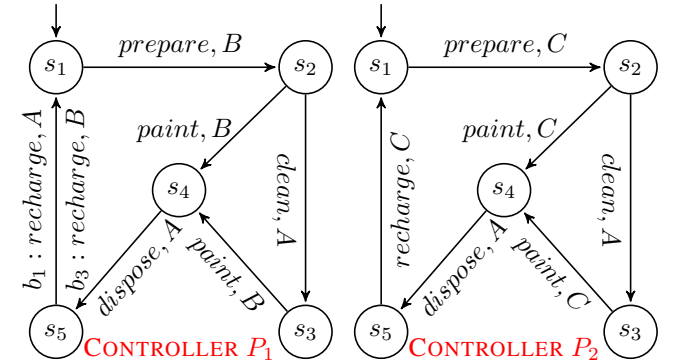 prepare, B
s₁
s₂
paint, B
b₁ : recharge, A
b₃ : recharge, B
clean, A
s₄
dispose, A
paint, B
s₅
s₃
CONTROLLER P₁
prepare, C
s₁
s₂
paint, C
recharge, C
clean, A
s₄
dispose, A
paint, C
s₅
s₃
CONTROLLER P₂